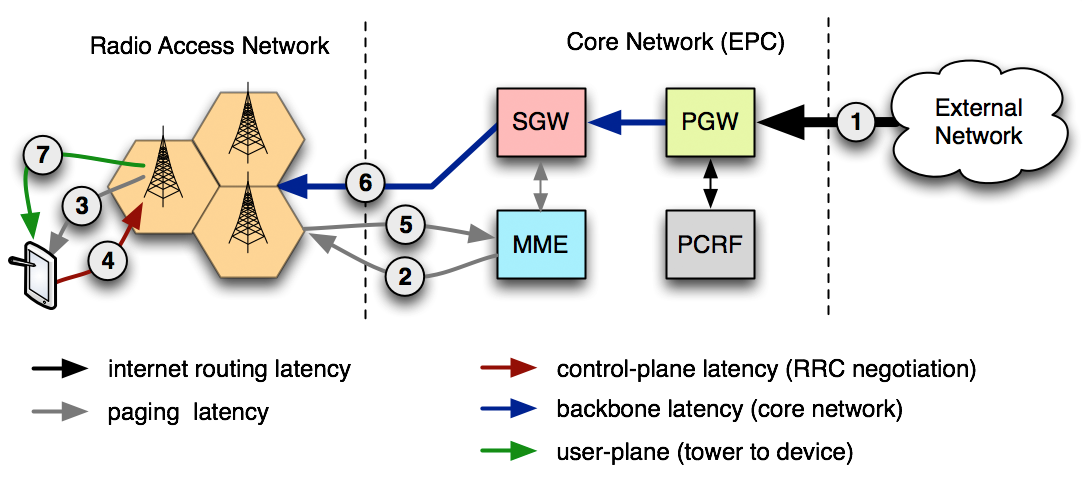 Radio Access Network
Core Network (EPC)
External
Network
SGW
PGW
1
7
6
3
5
4
2
MME
PCRF
internet routing latency
paging latency
control-plane latency (RRC negotiation)
backbone latency (core network)
user-plane (tower to device)